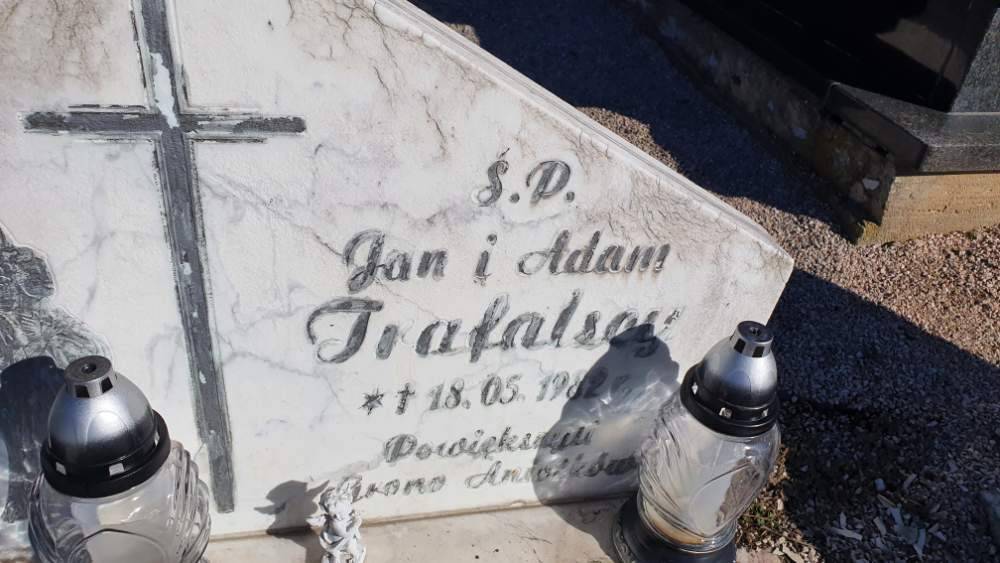 Ś.P.
Jan i Adam
Trafalscy
* † 18.05.1982 r.
Powiększyli
Grono Aniołków